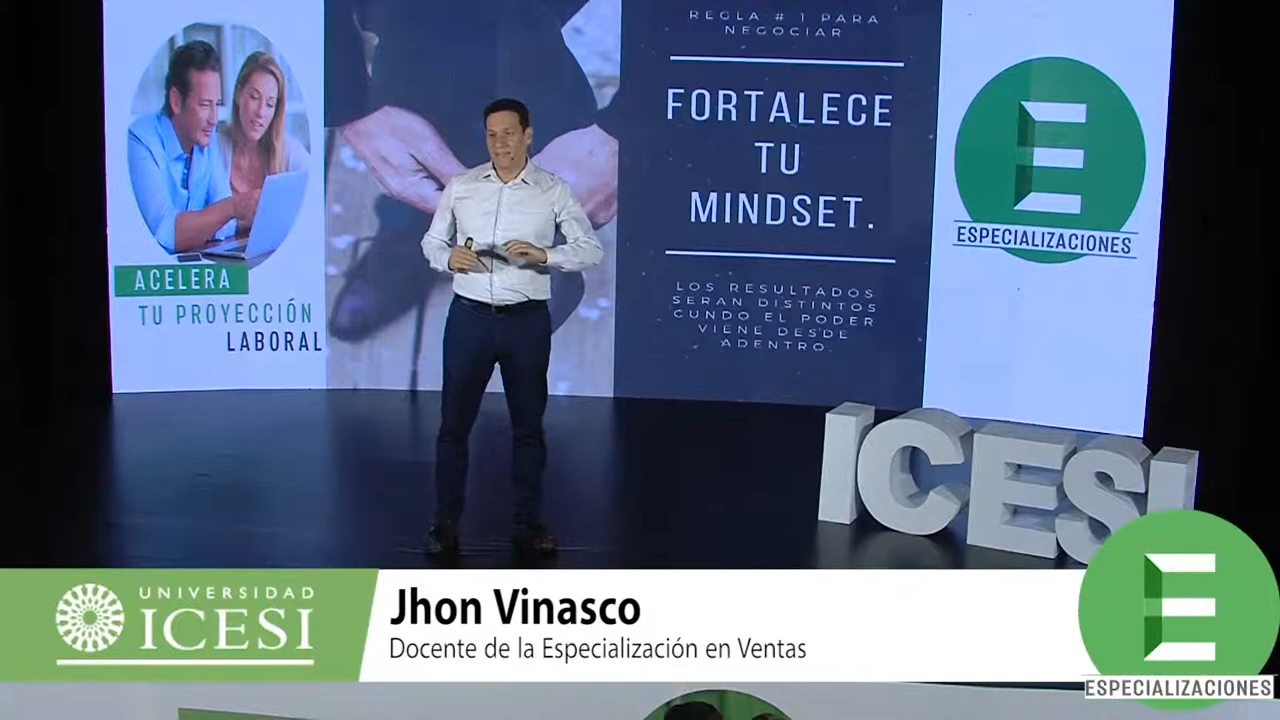 REGLA # 1 PARA
NEGOCIAR
FORTALECE
TU
MINDSET.
LOS RESULTADOS
SERAN DISTINTOS
CUNDO EL PODER
VIENE DESDE
ADENTRO.
E
ESPECIALIZACIONES
ACELERA
TU PROYECCIÓN
LABORAL
ICESI
UNIVERSIDAD
ICESI
Jhon Vinasco
Docente de la Especialización en Ventas
E
ESPECIALIZACIONES